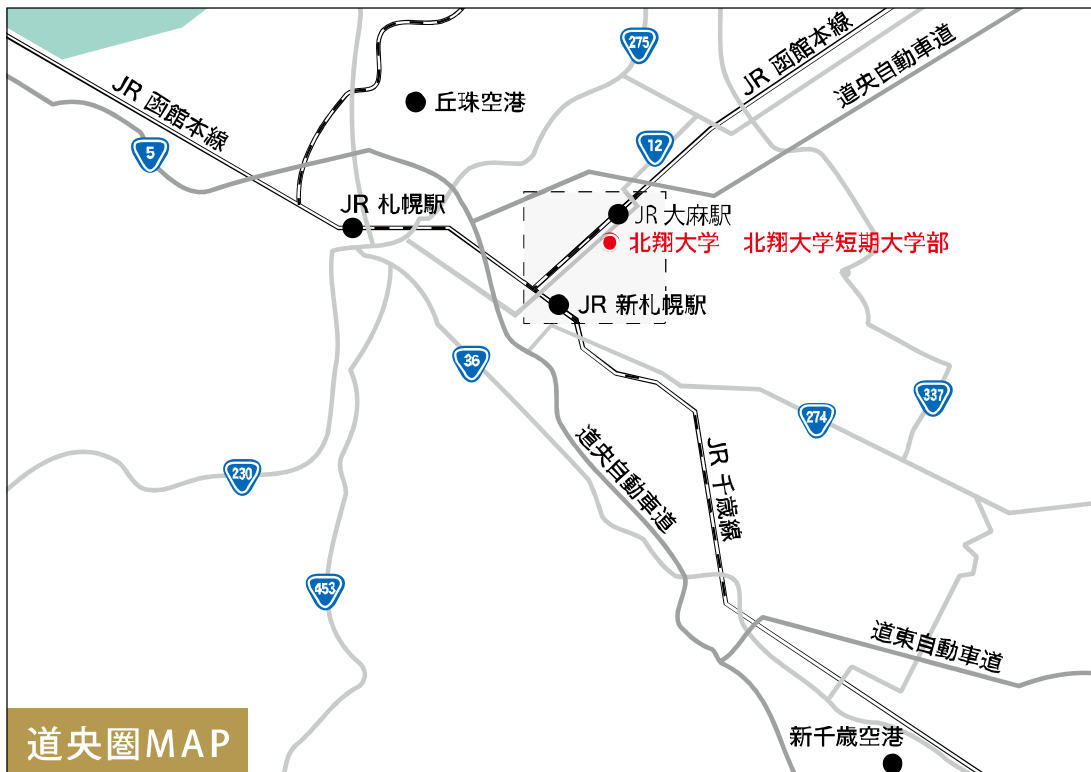 275
JR 函館本線
道央自動車道
JR 函館本線
丘珠空港
5
12
JR 札幌駅
JR 大麻駅
北翔大学　北翔大学短期大学部
JR 新札幌駅
36
337
274
道央自動車道
JR 千歳線
230
453
道東自動車道
新千歳空港
道央圏MAP